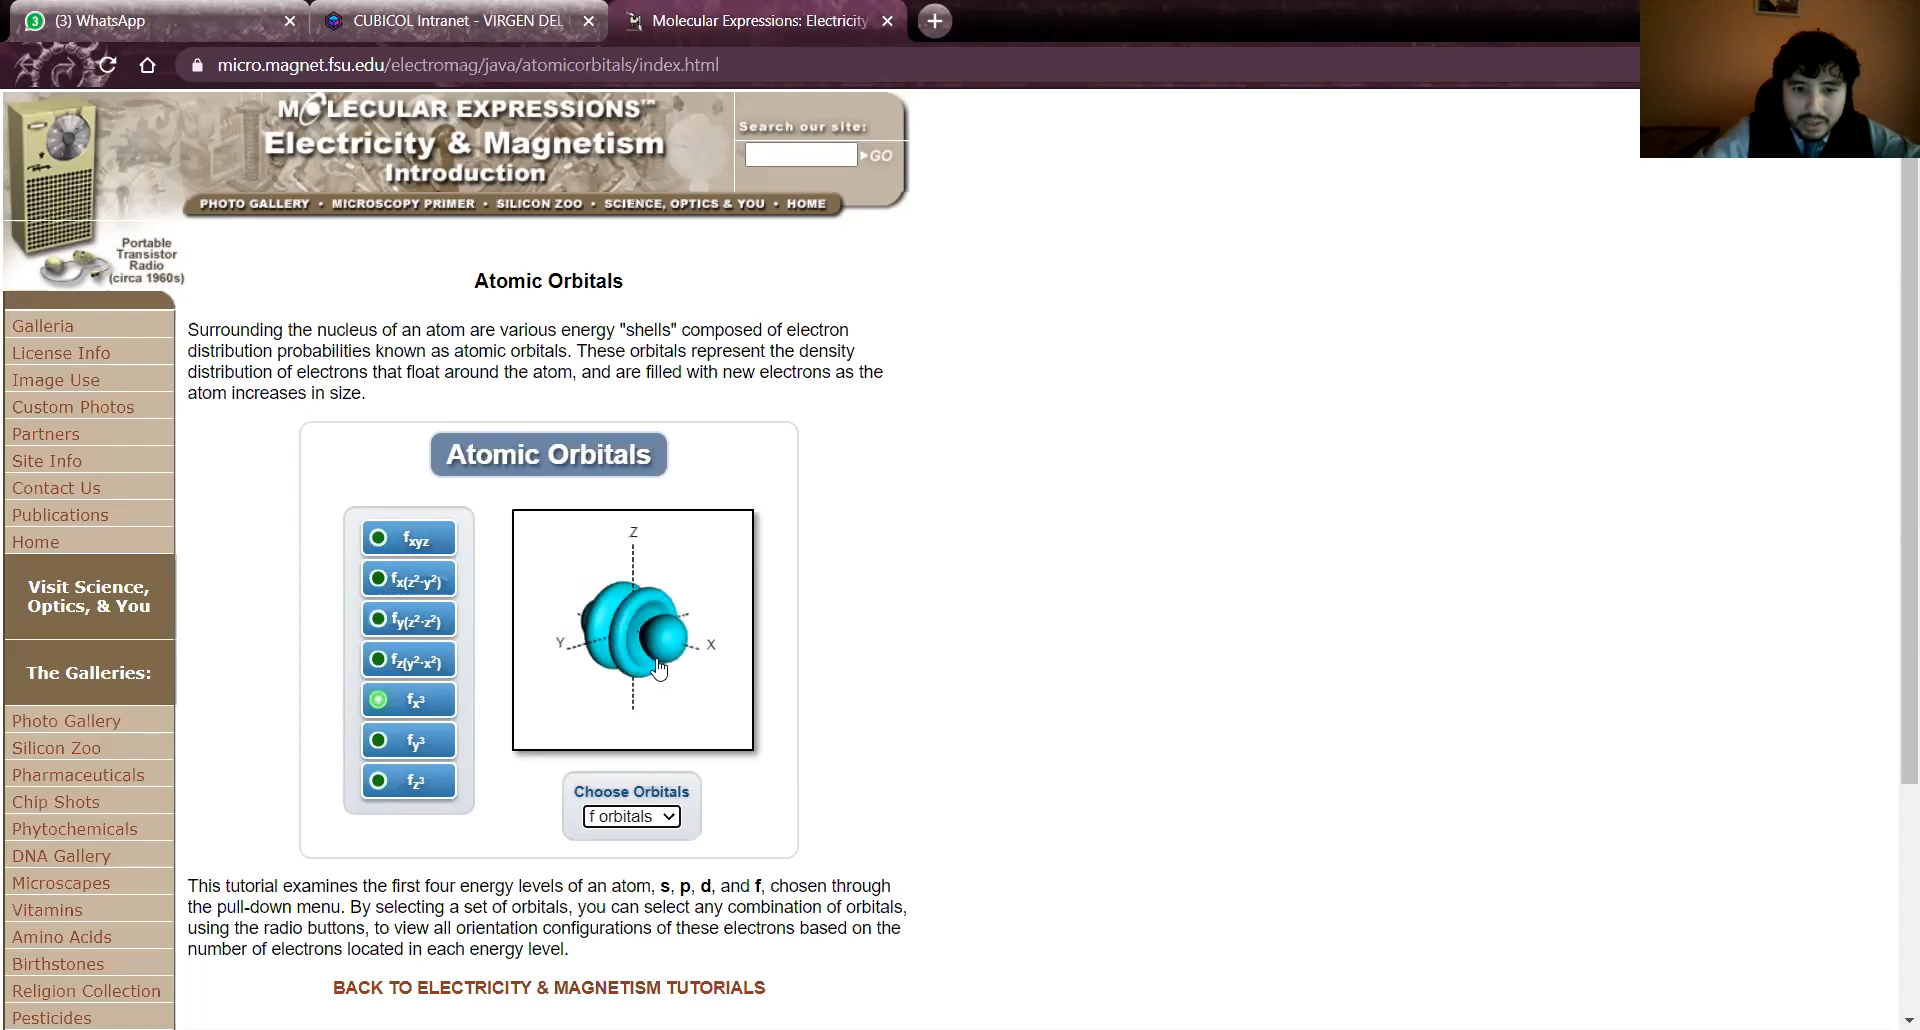 (3) WhatsApp
CUBICOL Intranet - VIRGEN DEL
Molecular Expressions: Electricity
micro.magnet.fsu.edu/electromag/java/atomicorbitals/index.html
MOLECULAR EXPRESSIONS™
Electricity & Magnetism
Introduction
Search our site:
GO
PHOTO GALLERY • MICROSCOPY PRIMER • SILICON ZOO • SCIENCE, OPTICS & YOU • HOME
Portable
Transistor
Radio
(circa 1960s)
Galleria
License Info
Image Use
Custom Photos
Partners
Site Info
Contact Us
Publications
Home
Visit Science,
Optics, & You
The Galleries:
Photo Gallery
Silicon Zoo
Pharmaceuticals
Chip Shots
Phytochemicals
DNA Gallery
Microscapes
Vitamins
Amino Acids
Birthstones
Religion Collection
Pesticides
Atomic Orbitals
Surrounding the nucleus of an atom are various energy "shells" composed of electron
distribution probabilities known as atomic orbitals. These orbitals represent the density
distribution of electrons that float around the atom, and are filled with new electrons as the
atom increases in size.
Atomic Orbitals
fxyz
fx(z²-y²)
fy(z²-z²)
fz(y²-x²)
fx³
fy³
fz³
Z
Y
X
Choose Orbitals
f orbitals
This tutorial examines the first four energy levels of an atom, s, p, d, and f, chosen through
the pull-down menu. By selecting a set of orbitals, you can select any combination of orbitals,
using the radio buttons, to view all orientation configurations of these electrons based on the
number of electrons located in each energy level.
BACK TO ELECTRICITY & MAGNETISM TUTORIALS